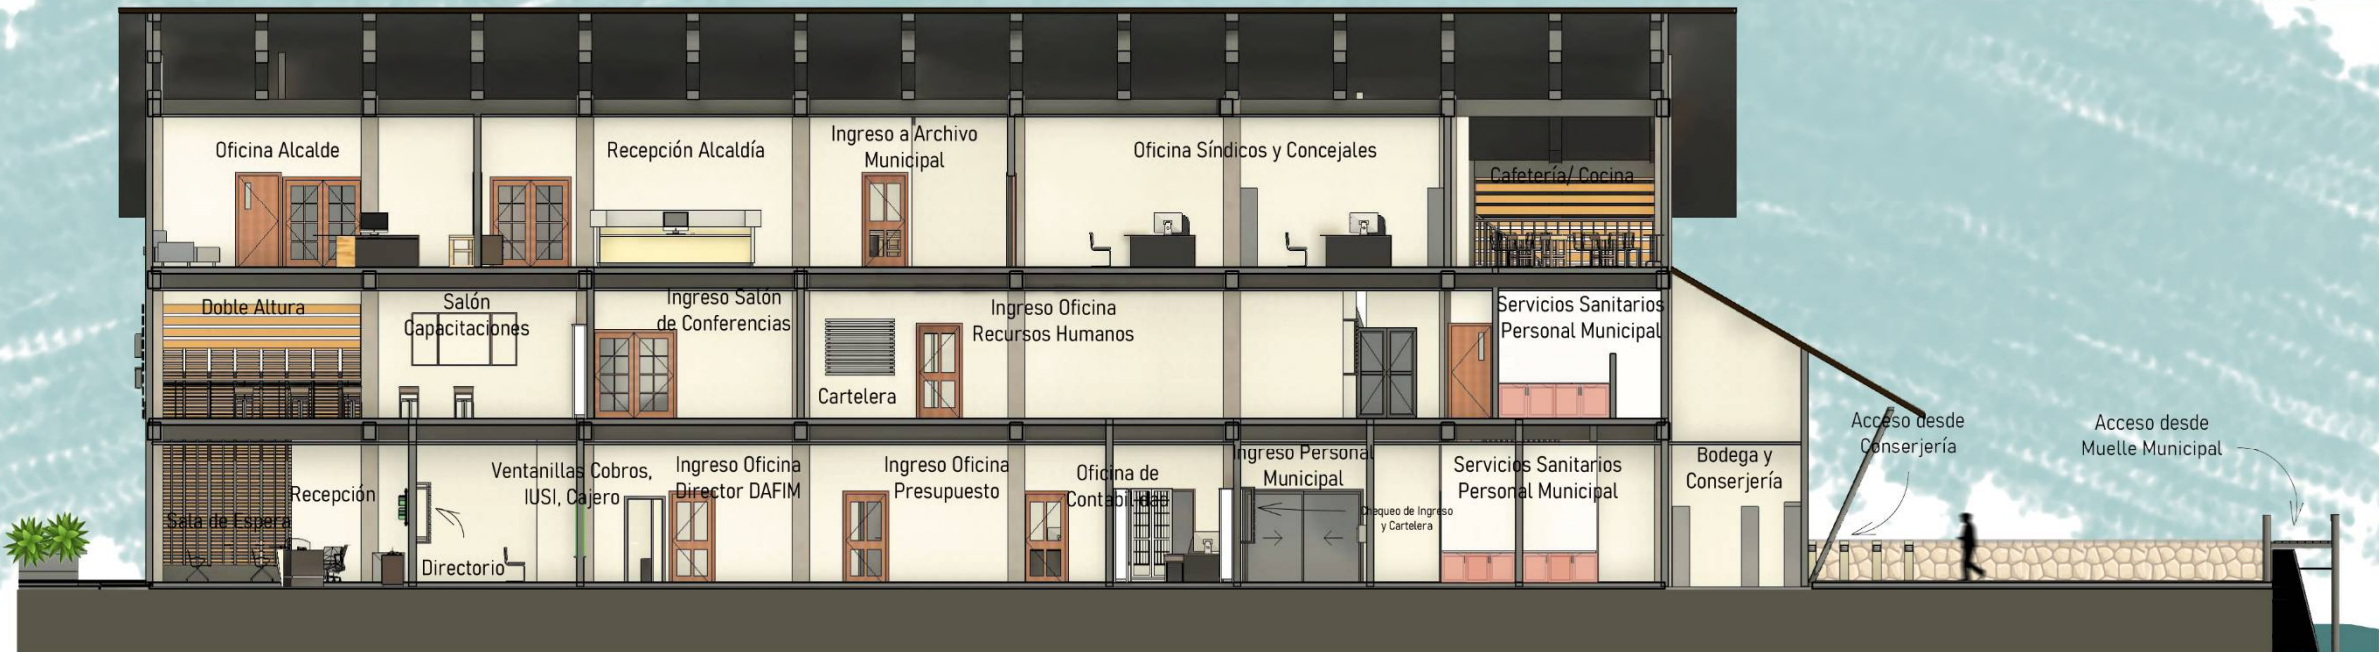 Oficina Alcalde
Recepción Alcaldía
Ingreso a Archivo
Municipal
Oficina Síndicos y Concejales
Cafetería/ Cocina
Doble Altura
Salón
Capacitaciones
Ingreso Salón
de Conferencias
Cartelera
Ingreso Oficina
Recursos Humanos
Servicios Sanitarios
Personal Municipal
Sala de Espera
Recepción
Directorio
Ventanillas Cobros,
IUSI, Cajero
Ingreso Oficina
Director DAFIM
Ingreso Oficina
Presupuesto
Oficina de
Contabilidad
Ingreso Personal
Municipal
Chequeo de Ingreso
y Cartelera
Servicios Sanitarios
Personal Municipal
Bodega y
Conserjería
Acceso desde
Conserjería
Acceso desde
Muelle Municipal